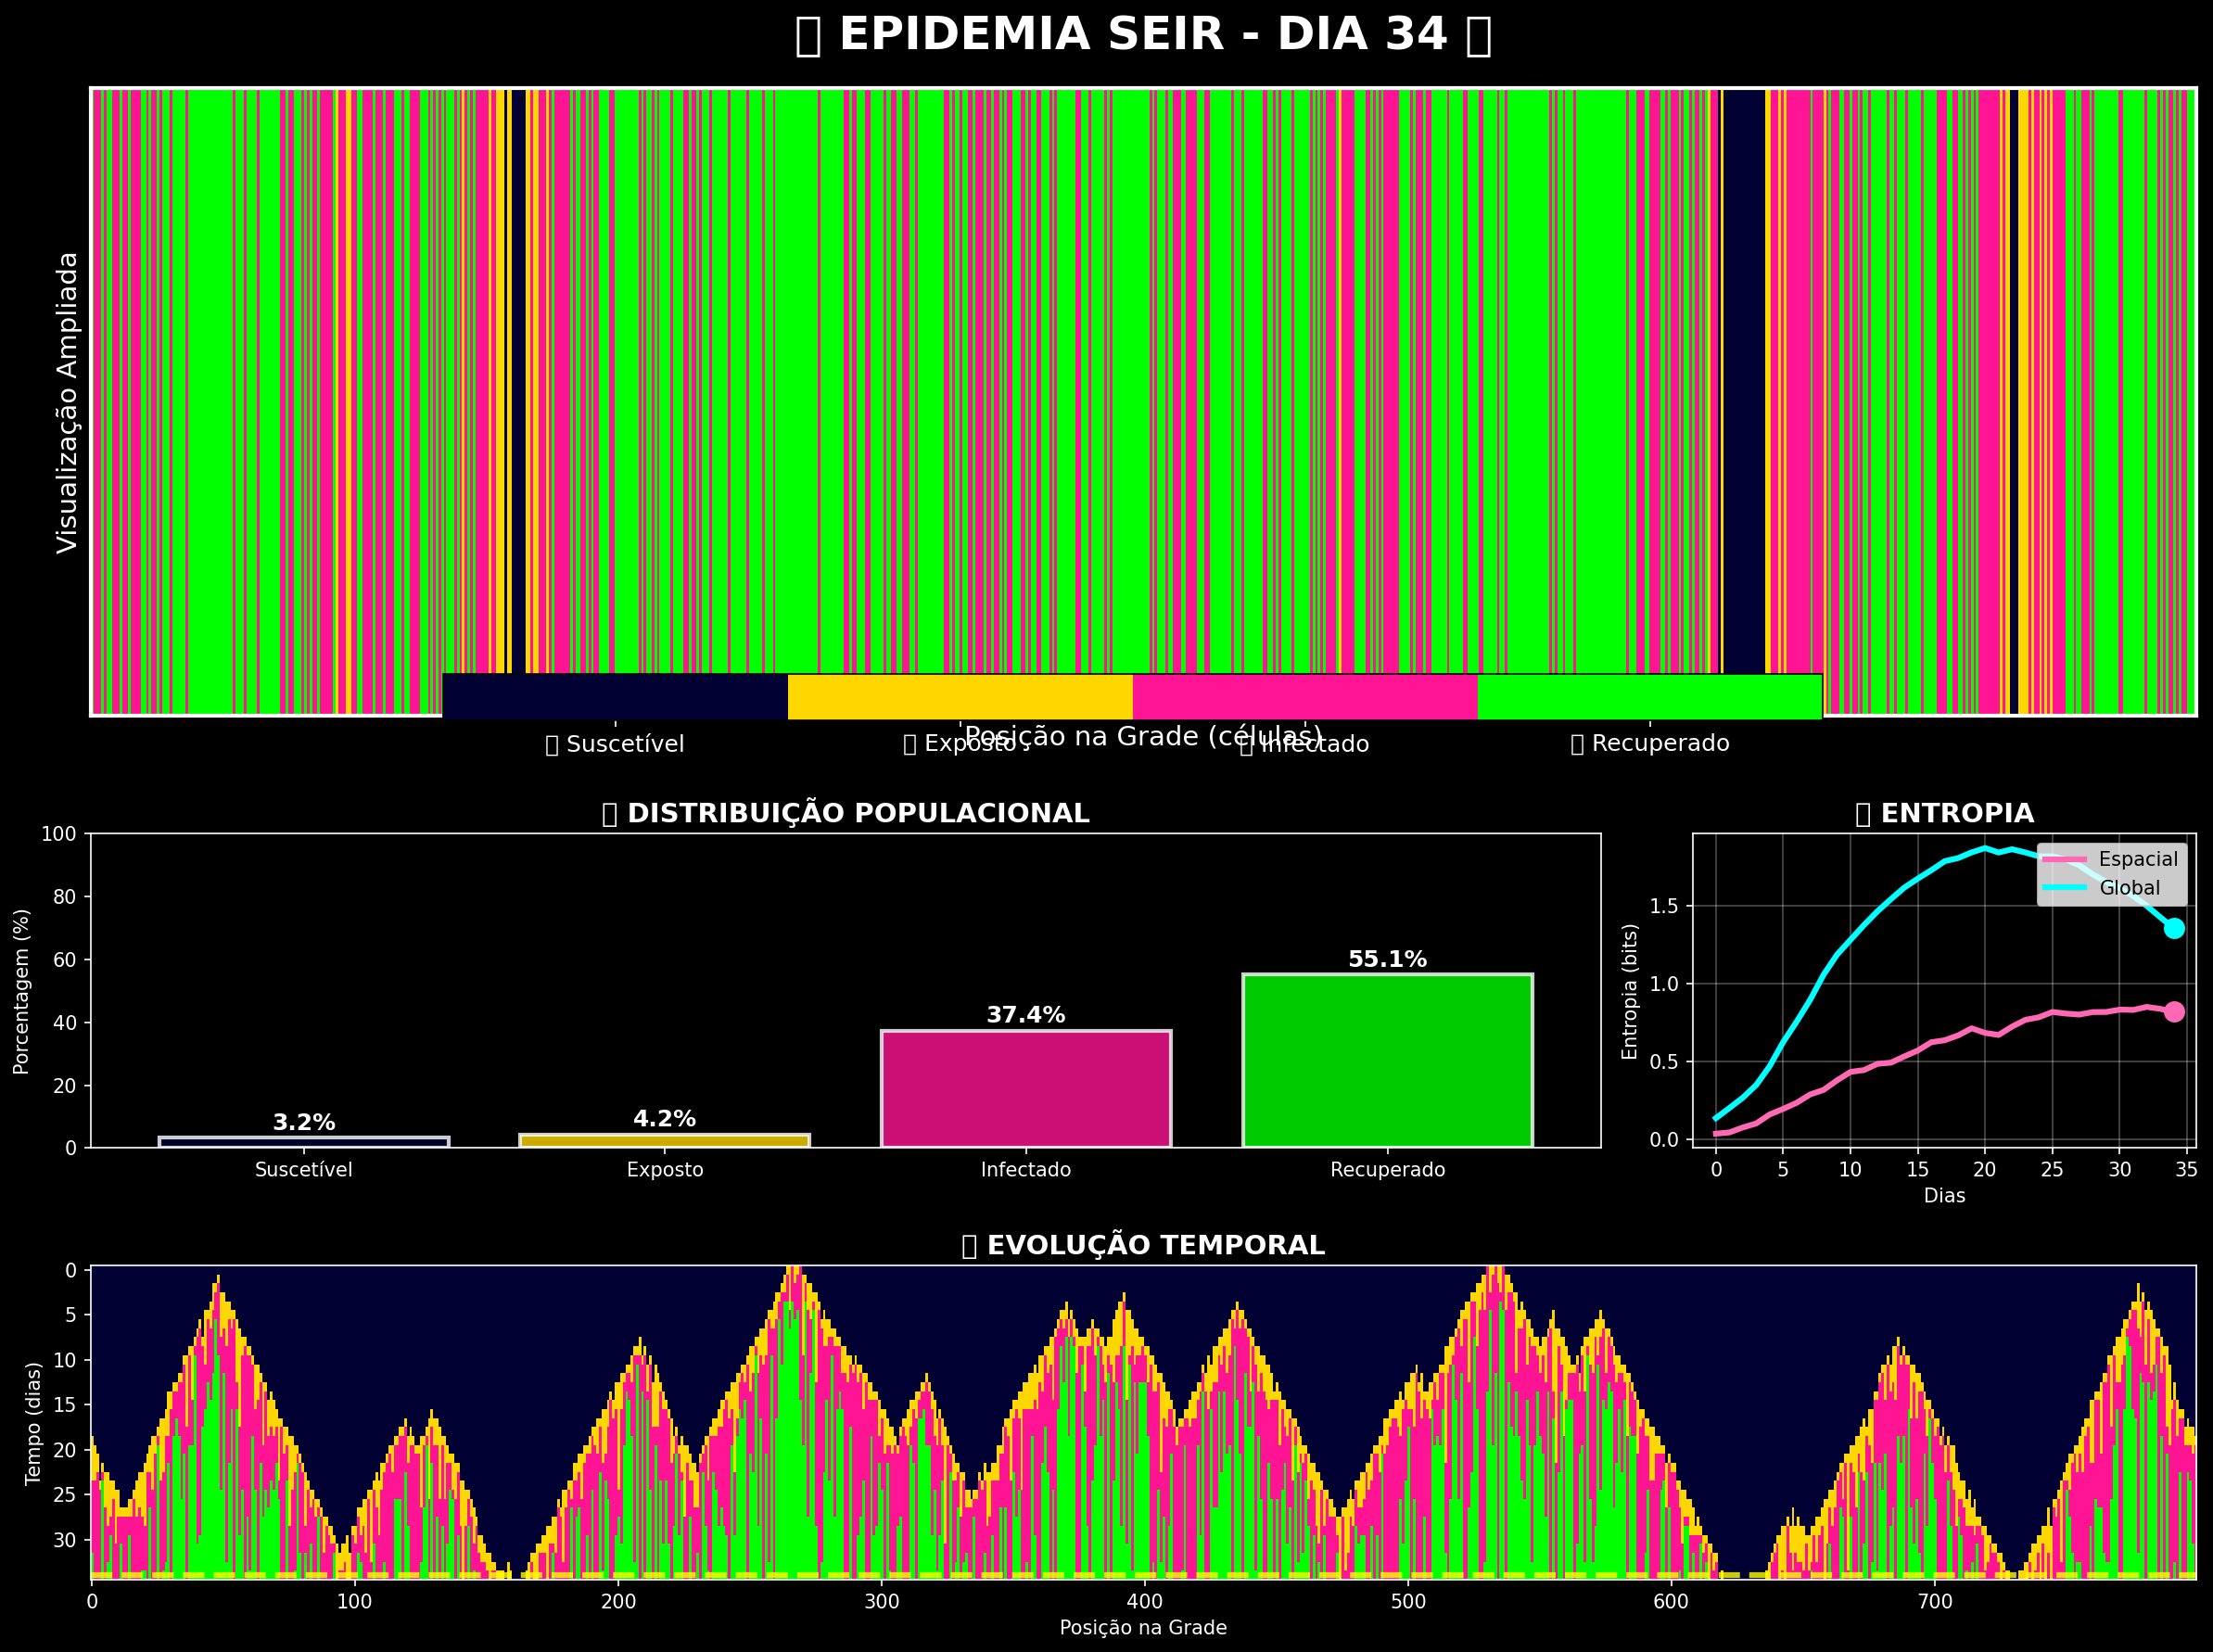 EPIDEMIA SEIR - DIA 34
Visualização Ampliada
Posição na Grade (células)
Suscetível
Exposto
Infectado
Recuperado
DISTRIBUIÇÃO POPULACIONAL
Porcentagem (%)
100
80
60
40
20
0
3.2%
4.2%
37.4%
55.1%
Suscetível
Exposto
Infectado
Recuperado
ENTROPIA
Entropia (bits)
1.5
1.0
0.5
0.0
Espacial
Global
0 5 10 15 20 25 30 35
Dias
EVOLUÇÃO TEMPORAL
Tempo (dias)
0
5
10
15
20
25
30
0 100 200 300 400 500 600 700
Posição na Grade